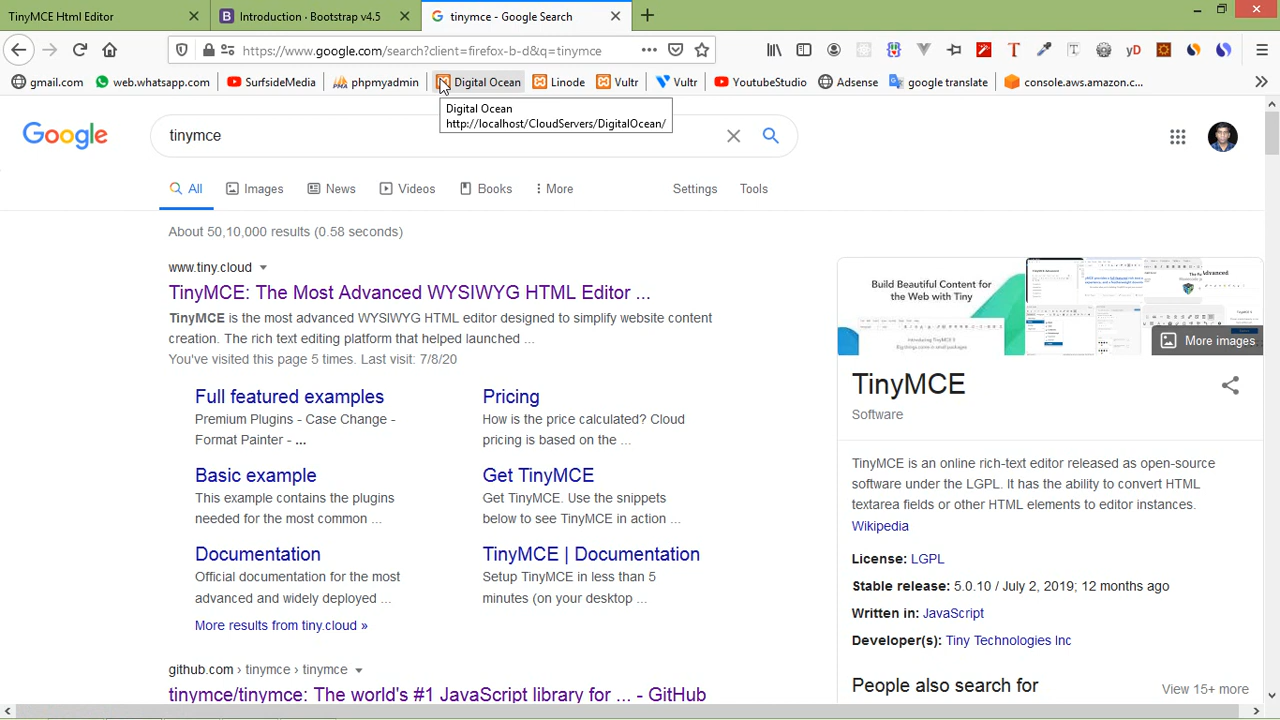 TinyMCE Html Editor
Introduction · Bootstrap v4.5
tinymce - Google Search
https://www.google.com/search?client=firefox-b-d&q=tinymce
gmail.com
web.whatsapp.com
SurfsideMedia
phpmyadmin
Digital Ocean
Linode
Vultr
Vultr
YoutubeStudio
Adsense
google translate
console.aws.amazon.c...
Digital Ocean
http://localhost/CloudServers/DigitalOcean/
Google
tinymce
All
Images
News
Videos
Books
More
Settings
Tools
About 50,10,000 results (0.58 seconds)
www.tiny.cloud
TinyMCE: The Most Advanced WYSIWYG HTML Editor ...
TinyMCE is the most advanced WYSIWYG HTML editor designed to simplify website content
creation. The rich text editing platform that helped launched ...
You've visited this page 5 times. Last visit: 7/8/20
Full featured examples
Premium Plugins - Case Change -
Format Painter - ...
Pricing
How is the price calculated? Cloud
pricing is based on the ...
Basic example
This example contains the plugins
needed for the most common ...
Get TinyMCE
Get TinyMCE. Use the snippets
below to see TinyMCE in action ...
Documentation
Official documentation for the most
advanced and widely deployed ...
TinyMCE | Documentation
Setup TinyMCE in less than 5
minutes (on your desktop ...
More results from tiny.cloud »
github.com › tinymce › tinymce
tinymce/tinymce: The world's #1 JavaScript library for ... - GitHub
Build Beautiful Content for
the Web with Tiny
More images
TinyMCE
Software
TinyMCE is an online rich-text editor released as open-source
software under the LGPL. It has the ability to convert HTML
textarea fields or other HTML elements to editor instances.
Wikipedia
License: LGPL
Stable release: 5.0.10 / July 2, 2019; 12 months ago
Written in: JavaScript
Developer(s): Tiny Technologies Inc
People also search for
View 15+ more